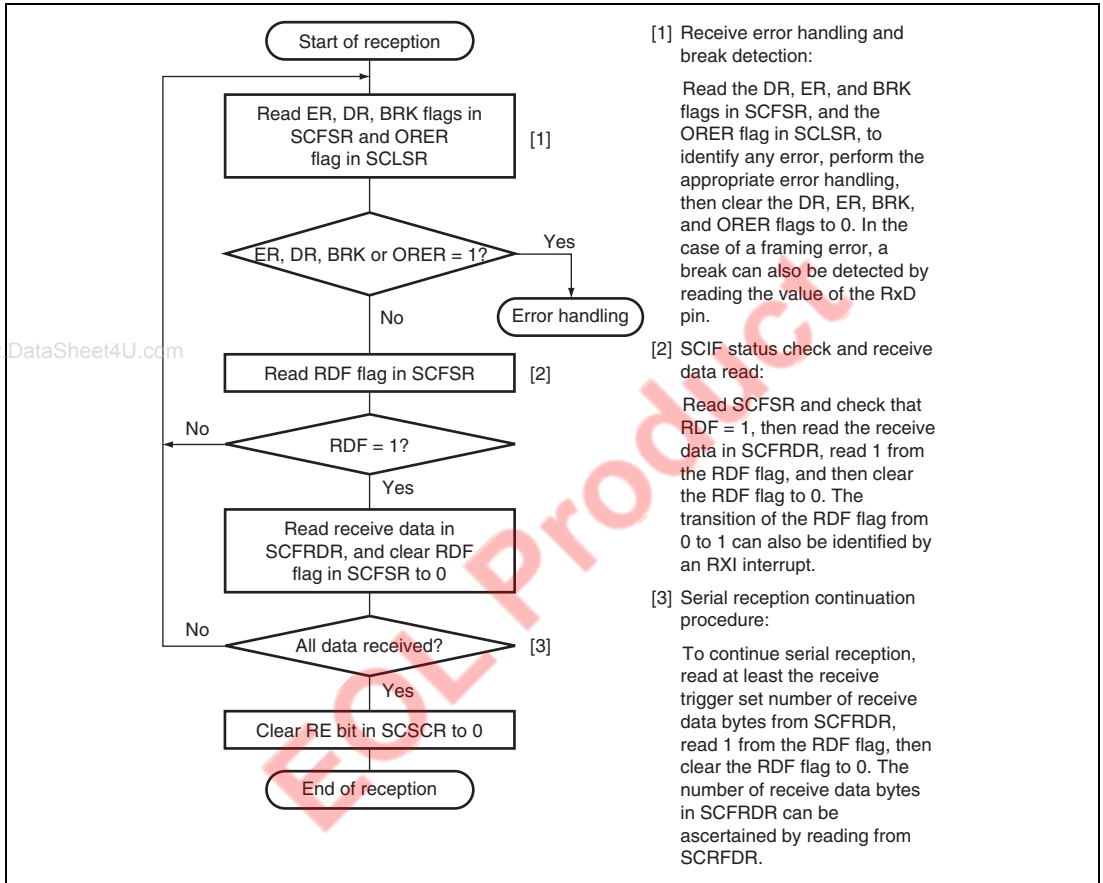 Start of reception
Read ER, DR, BRK flags in
SCFSR and ORER
flag in SCLSR
[1]
ER, DR, BRK or ORER = 1?
Yes
Error handling
No
Read RDF flag in SCFSR
[2]
No
RDF = 1?
Yes
Read receive data in
SCFRDR, and clear RDF
flag in SCFSR to 0
No
All data received?
[3]
Yes
Clear RE bit in SCSCR to 0
End of reception
[1] Receive error handling and
break detection:
Read the DR, ER, and BRK
flags in SCFSR, and the
ORER flag in SCLSR, to
identify any error, perform the
appropriate error handling,
then clear the DR, ER, BRK,
and ORER flags to 0. In the
case of a framing error, a
break can also be detected by
reading the value of the RxD
pin.
[2] SCIF status check and receive
data read:
Read SCFSR and check that
RDF = 1, then read the receive
data in SCFRDR, read 1 from
the RDF flag, and then clear
the RDF flag to 0. The
transition of the RDF flag from
0 to 1 can also be identified by
an RXI interrupt.
[3] Serial reception continuation
procedure:
To continue serial reception,
read at least the receive
trigger set number of receive
data bytes from SCFRDR,
read 1 from the RDF flag, then
clear the RDF flag to 0. The
number of receive data bytes
in SCFRDR can be
ascertained by reading from
SCRFDR.
.DataSheet4U.com
EOL Product